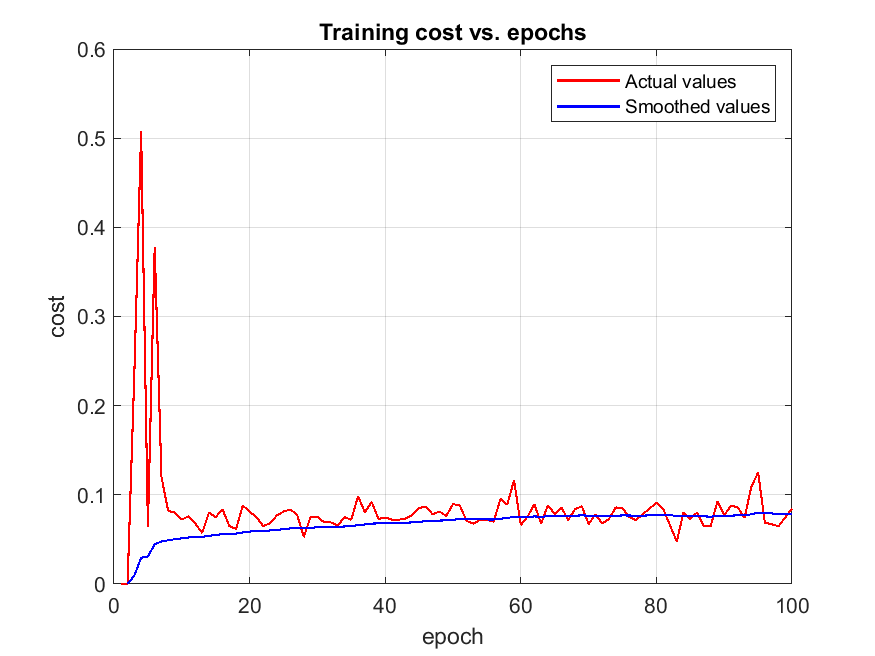 Training cost vs. epochs
0.6
0.5
0.4
0.3
0.2
0.1
0
Actual values
Smoothed values
cost
0 20 40 60 80 100
epoch